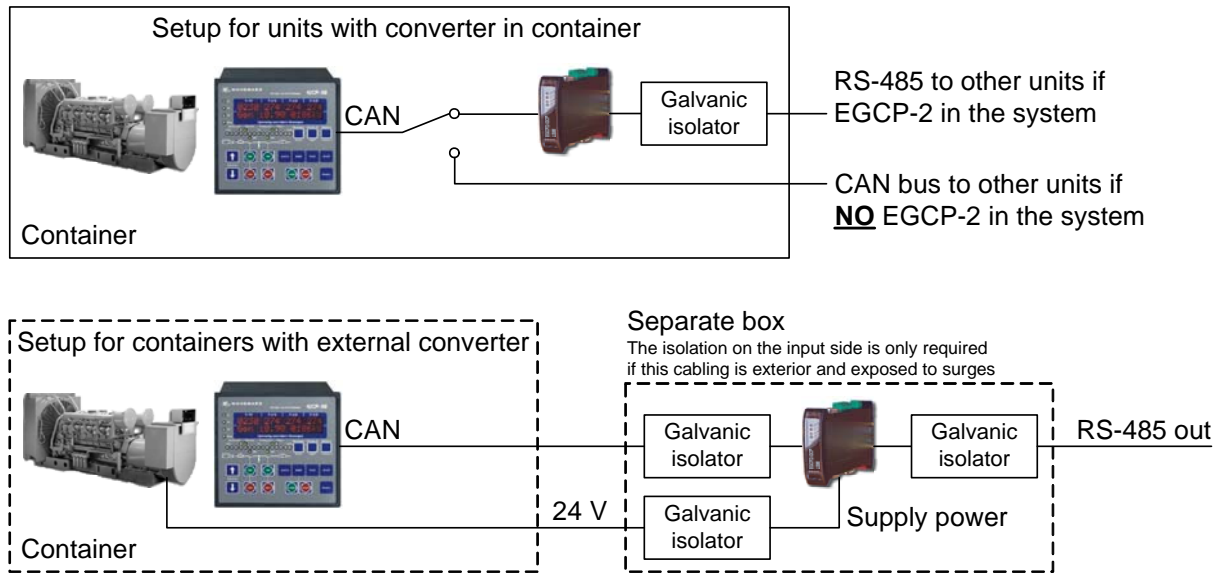 Setup for units with converter in container
CAN
Galvanic
isolator
RS-485 to other units if
EGCP-2 in the system
CAN bus to other units if
NO EGCP-2 in the system
Container
Setup for containers with external converter
Separate box
The isolation on the input side is only required
if this cabling is exterior and exposed to surges
CAN
Galvanic
isolator
Galvanic
isolator
RS-485 out
24 V
Galvanic
isolator
Supply power
Container